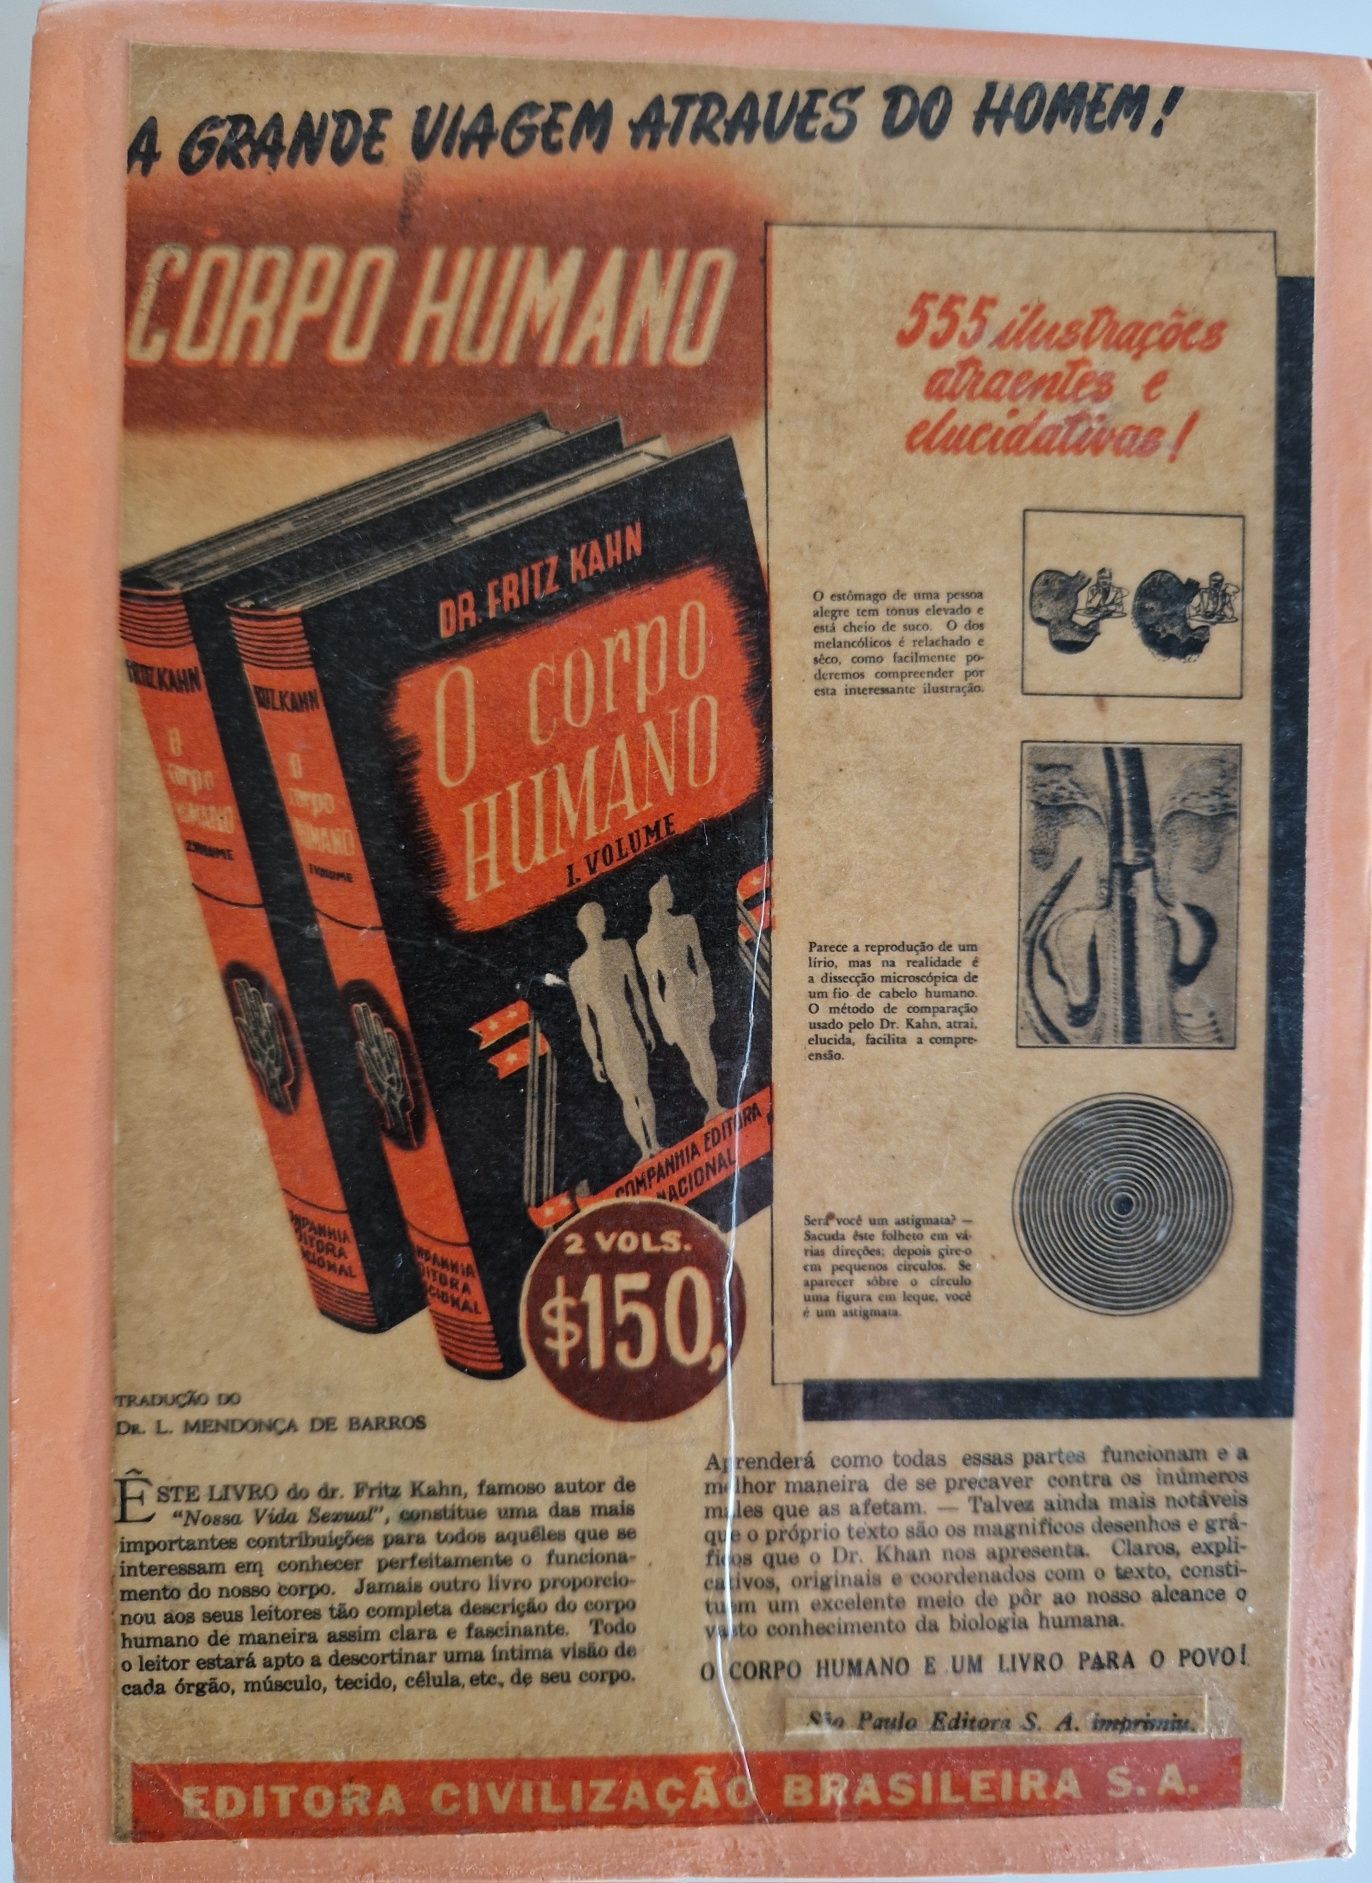 A GRANDE VIAGEM ATRAVES DO HOMEM!
CORPO HUMANO
DR. FRITZ KAHN
O corpo
HUMANO
I. VOLUME
COMPANHIA EDITORA
NACIONAL
FRITZ KAHN
O
corpo
HUMANO
2. VOLUME
MPANHIA
DITORA
CIONAL
RITZ KAHN
O
corpo
HUMANO
1 VOLUME
MPANHIA
DITORA
CIONAL
2 VOLS.
$150,
555 ilustrações
atraentes e
elucidativas!
O estômago de uma pessoa
alegre tem tonus elevado e
está cheio de suco. O dos
melancólicos é relachado e
sêco, como facilmente po-
deremos compreender por
esta interessante ilustração.
Parece a reprodução de um
lírio, mas na realidade é
a dissecção microscópica de
um fio de cabelo humano.
O método de comparação
usado pelo Dr. Kahn, atrai,
elucida, facilita a compre-
ensão.
Será você um astigmata? —
Sacuda êste folheto em vá-
rias direções; depois gire-o
em pequenos círculos. Se
aparecer sôbre o círculo
uma figura em leque, você
é um astigmata.
TRADUÇÃO DO
DR. L. MENDONÇA DE BARROS
ÊSTE LIVRO do dr. Fritz Kahn, famoso autor de
"Nossa Vida Sexual", constitue uma das mais
importantes contribuições para todos aquêles que se
interessam em conhecer perfeitamente o funciona-
mento do nosso corpo. Jamais outro livro proporcio-
nou aos seus leitores tão completa descrição do corpo
humano de maneira assim clara e fascinante. Todo
o leitor estará apto a descortinar uma íntima visão de
cada órgão, músculo, tecido, célula, etc., de seu corpo.
Aprenderá como todas essas partes funcionam e a
melhor maneira de se precaver contra os inúmeros
males que as afetam. — Talvez ainda mais notáveis
que o próprio texto são os magníficos desenhos e grá-
ficos que o Dr. Khan nos apresenta. Claros, expli-
cativos, originais e coordenados com o texto, consti-
tuem um excelente meio de pôr ao nosso alcance o
vasto conhecimento da biologia humana.
O CORPO HUMANO E UM LIVRO PARA O POVO!
São Paulo Editora S. A. imprimiu.
EDITORA CIVILIZAÇÃO BRASILEIRA S. A.